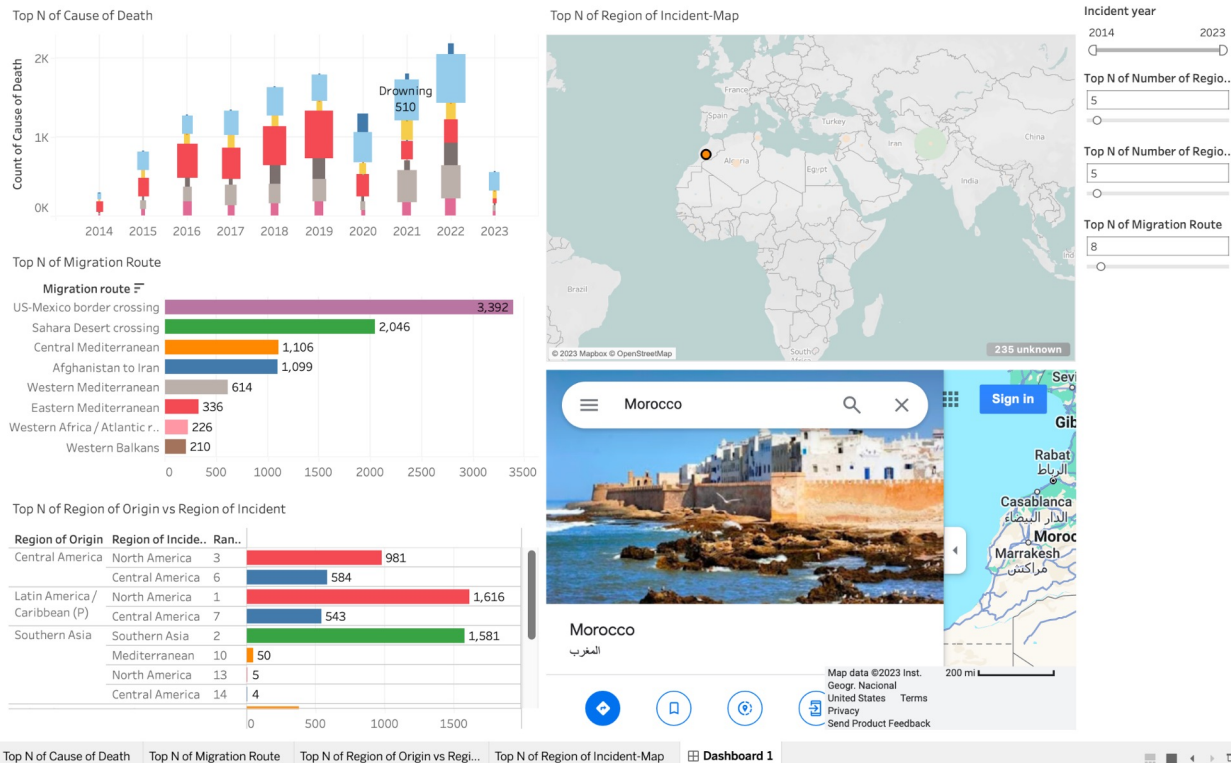 Top N of Cause of Death
Count of Cause of Death
2K
1K
0K
Drowning
510
2014 2015 2016 2017 2018 2019 2020 2021 2022 2023
Top N of Migration Route
Migration route
US-Mexico border crossing 3,392
Sahara Desert crossing 2,046
Central Mediterranean 1,106
Afghanistan to Iran 1,099
Western Mediterranean 614
Eastern Mediterranean 336
Western Africa / Atlantic r.. 226
Western Balkans 210
0 500 1000 1500 2000 2500 3000 3500
Top N of Region of Origin vs Region of Incident
Region of Origin Region of Incide.. Ran..
Central America North America 3 981
Central America 6 584
Latin America / Caribbean (P) North America 1 1,616
Central America 7 543
Southern Asia Southern Asia 2 1,581
Mediterranean 10 50
North America 13 5
Central America 14 4
0 500 1000 1500
Top N of Region of Incident-Map
France
Spain
Turkey
Algeria
Egypt
Iran
China
India
Brazil
South
© 2023 Mapbox © OpenStreetMap
235 unknown
Morocco
Sign in
Sevi
Gib
Rabat
الرباط
Casablanca
الدار البيضاء
Moroc
Marrakesh
مراكش
Morocco
المغرب
Map data ©2023 Inst.
Geogr. Nacional
United States Terms
Privacy
Send Product Feedback
200 mi
Incident year
2014 2023
Top N of Number of Regio..
5
Top N of Number of Regio..
5
Top N of Migration Route
8
Top N of Cause of Death Top N of Migration Route Top N of Region of Origin vs Regi... Top N of Region of Incident-Map Dashboard 1